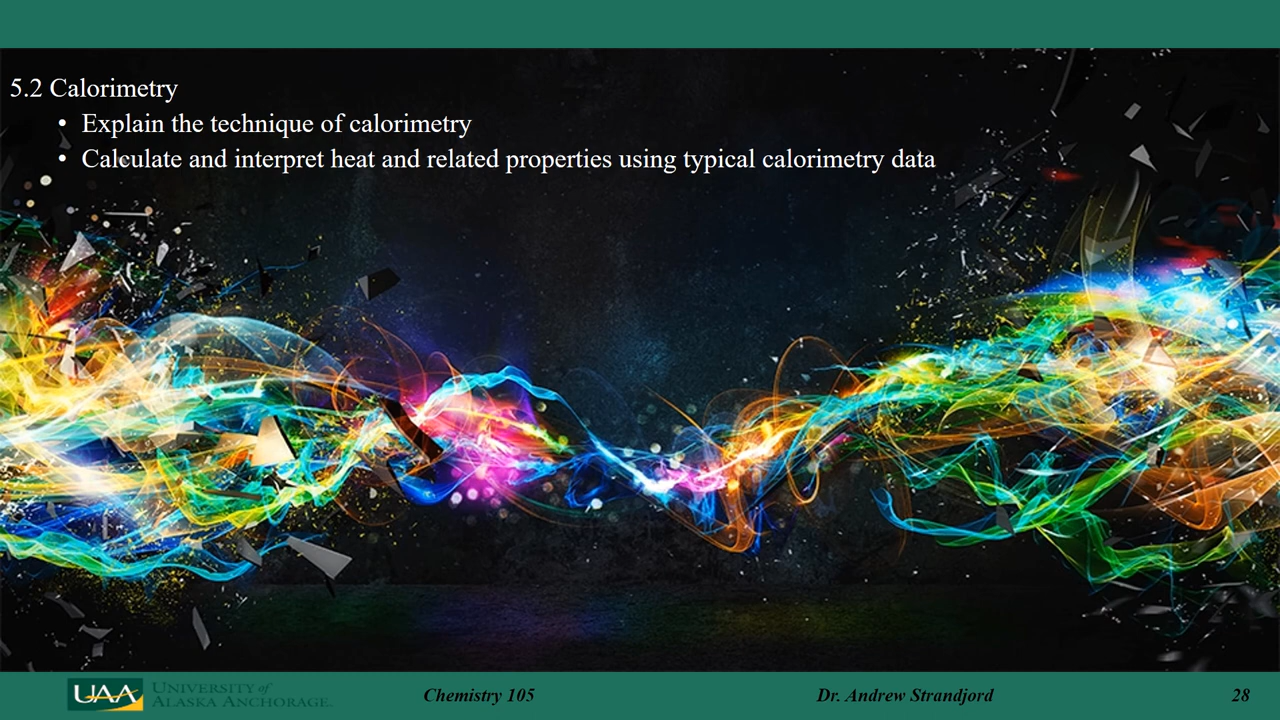 5.2 Calorimetry
• Explain the technique of calorimetry
• Calculate and interpret heat and related properties using typical calorimetry data
UAA
UNIVERSITY of
ALASKA ANCHORAGE.
Chemistry 105
Dr. Andrew Strandjord
28